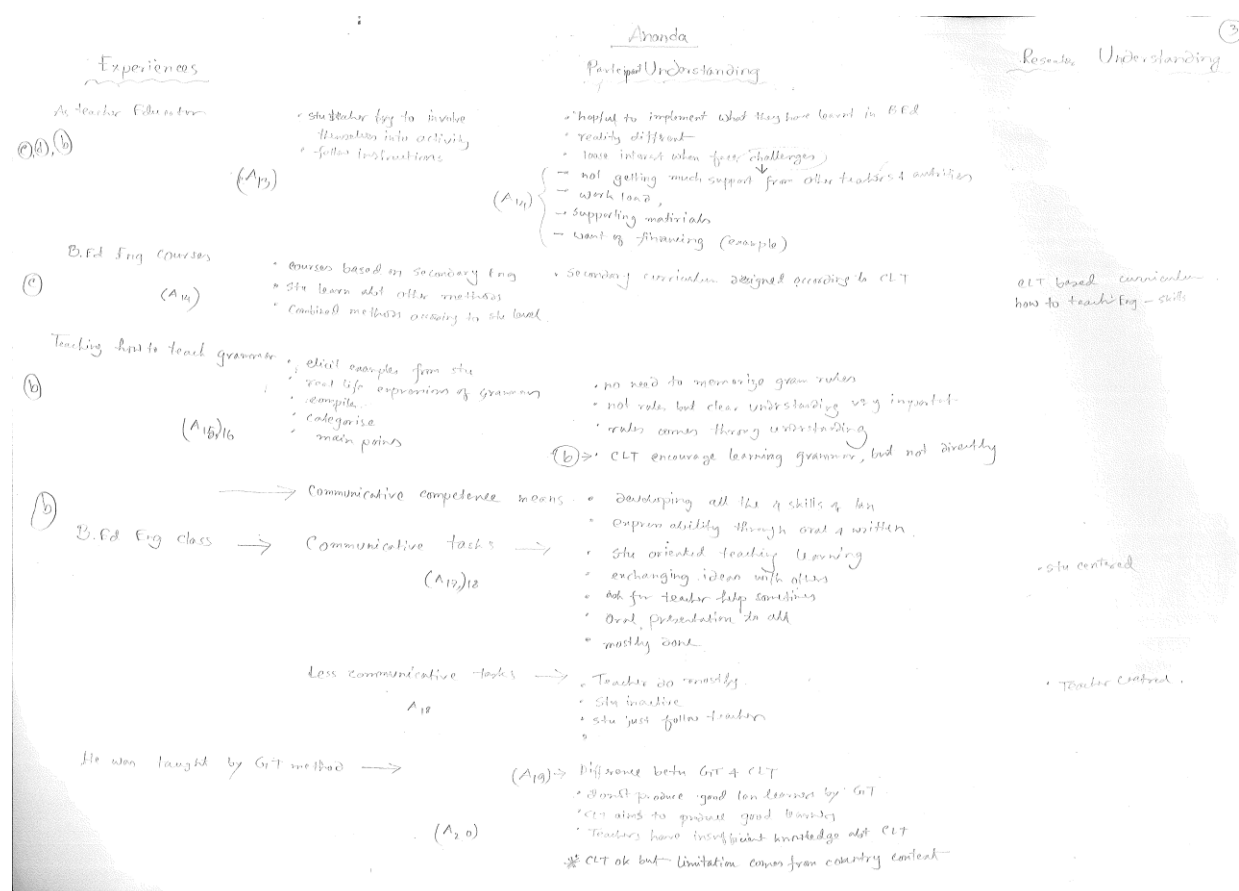 3
Ananda
Experiences
Participant Understanding
Understanding
As teacher Educator
(c),(d),(b)
• stu teacher try to involve
themselves into activity
• follow instructions
(A13)
• hopful to implement what they have learnt in B.Ed
• reality different
• loose interest when face challenges
(A14)
– not getting much support from other teachers &
– work load,
– supporting materials
– want of financing (example)
B.Ed Eng courses
(c)
(A14)
• courses based on Secondary Eng
• stu learn abt other methods
• Combined methods according to stu level.
• Secondary curriculum designed according to CLT
CLT based curriculum
how to teach Eng – skills
Teaching how to teach grammar
(b)
(A15)16
• elicit examples from stu
• real life expression of grammar
• compile
• categorise
• main points
• no need to memorize gram rules
• not rules but clear understanding very important
• rules comes throug understanding
(b) → • CLT encourage learning grammar, but not directly
(b)
→ Communicative competence means
• developing all the 4 skills of lan
• express ability through oral & written
B.Ed Eng class → Communicative tasks →
(A17)18
• stu oriented teaching learning
• exchanging ideas with others
• ask for teacher help sometimes
• Oral presentation to all
• mostly done
• stu centered
Less communicative tasks →
A18
• Teacher do mostly
• stu inactive
• stu just follow teacher
• Teacher centred.
He was taught by GT method →
(A19) → Difference betn GT & CLT
• don't produce good lan learners by GT
• CLT aims to produce good learners
(A20)
• Teachers have insufficient knowledge abt CLT
* CLT ok but limitation comes from country context